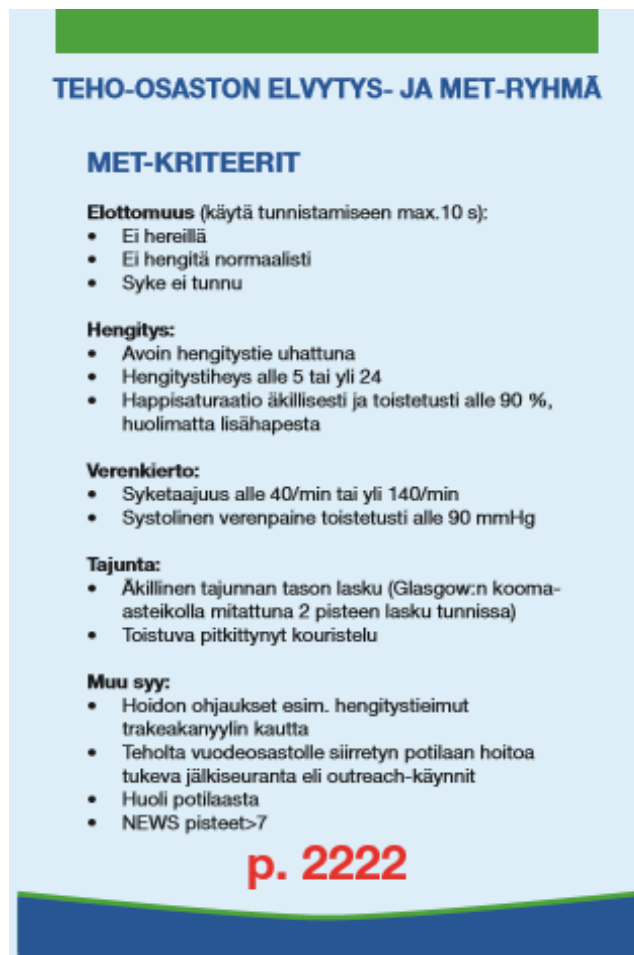 TEHO-OSASTON ELVYTYS- JA MET-RYHMÄ
MET-KRITEERIT
Elottomuus (käytä tunnistamiseen max.10 s):
• Ei hereillä
• Ei hengitä normaalisti
• Syke ei tunnu
Hengitys:
• Avoin hengitystie uhattuna
• Hengitystiheys alle 5 tai yli 24
• Happisaturaatio äkillisesti ja toistetusti alle 90 %,
huolimatta lisähapesta
Verenkierto:
• Syketaajuus alle 40/min tai yli 140/min
• Systolinen verenpaine toistetusti alle 90 mmHg
Tajunta:
• Äkillinen tajunnan tason lasku (Glasgow:n kooma-
asteikolla mitattuna 2 pisteen lasku tunnissa)
• Toistuva pitkittynyt kouristelu
Muu syy:
• Hoidon ohjaukset esim. hengitystieimut
trakeakanyylin kautta
• Teholta vuodeosastolle siirretyn potilaan hoitoa
tukeva jälkiseuranta eli outreach-käynnit
• Huoli potilaasta
• NEWS pisteet>7
p. 2222